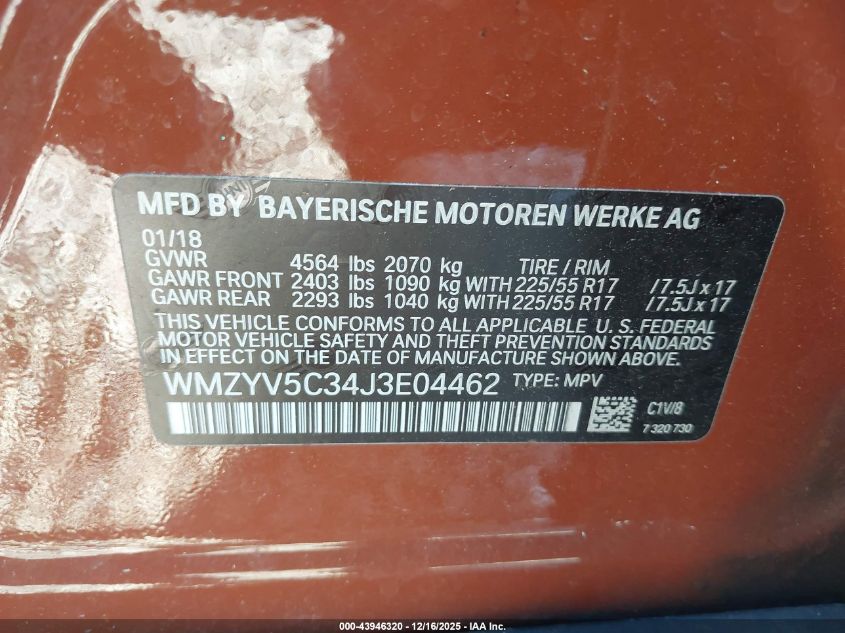 MFD BY BAYERISCHE MOTOREN WERKE AG
01/18
GVWR 4564 lbs 2070 kg TIRE / RIM
GAWR FRONT 2403 lbs 1090 kg WITH 225/55 R17 /7.5J x 17
GAWR REAR 2293 lbs 1040 kg WITH 225/55 R17 /7.5J x 17
THIS VEHICLE CONFORMS TO ALL APPLICABLE U. S. FEDERAL
MOTOR VEHICLE SAFETY AND THEFT PREVENTION STANDARDS
IN EFFECT ON THE DATE OF MANUFACTURE SHOWN ABOVE.
WMZYV5C34J3E04462 TYPE: MPV
C1V/8
7 320 730
000-43946320 - 12/16/2025 - IAA Inc.